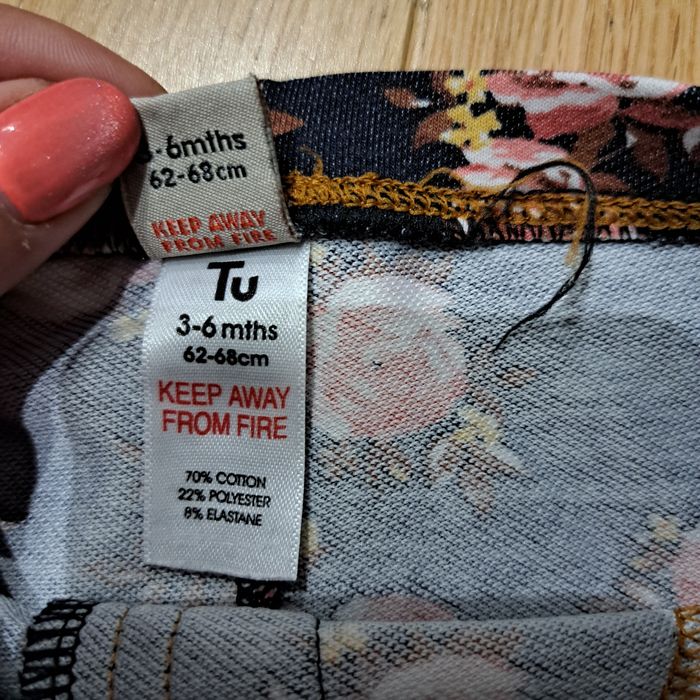 -6mths
62-68cm
KEEP AWAY
FROM FIRE
Tu
3-6 mths
62-68cm
KEEP AWAY
FROM FIRE
70% COTTON
22% POLYESTER
8% ELASTANE